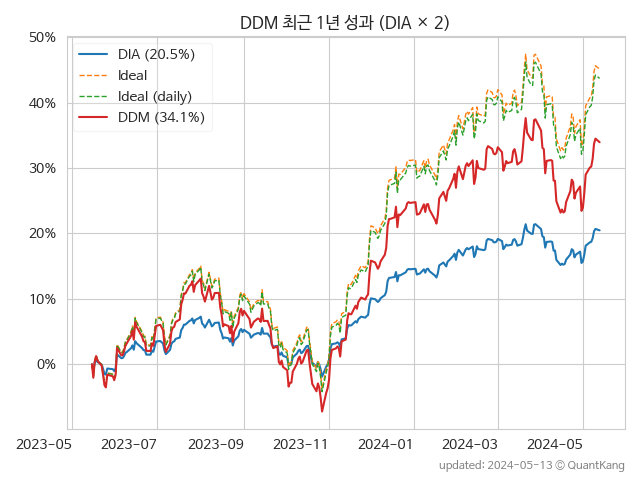 DDM 최근 1년 성과 (DIA × 2)
DIA (20.5%)
Ideal
Ideal (daily)
DDM (34.1%)
50%
40%
30%
20%
10%
0%
2023-05 2023-07 2023-09 2023-11 2024-01 2024-03 2024-05
updated: 2024-05-13 © QuantKang